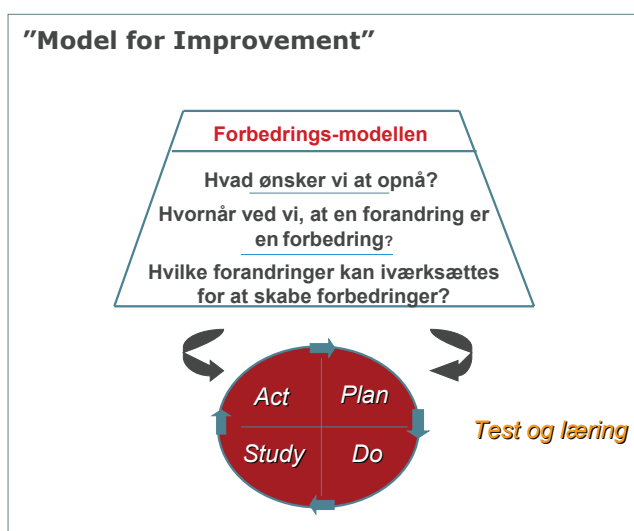 ”Model for Improvement”
Forbedrings-modellen
Hvad ønsker vi at opnå?
Hvornår ved vi, at en forandring er
en forbedring?
Hvilke forandringer kan iværksættes
for at skabe forbedringer?
Act Plan
Study Do
Test og læring